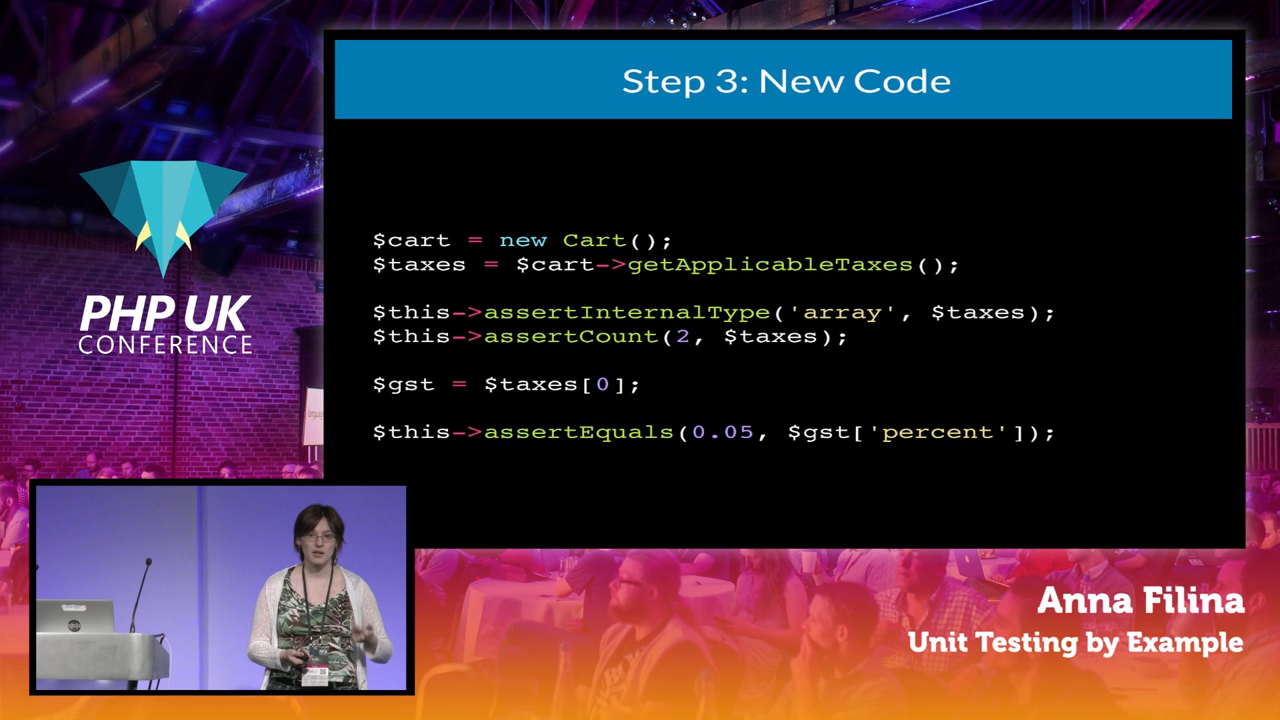 Step 3: New Code
$cart = new Cart();
$taxes = $cart->getApplicableTaxes();
$this->assertInternalType('array', $taxes);
$this->assertCount(2, $taxes);
$gst = $taxes[0];
$this->assertEquals(0.05, $gst['percent']);
PHP UK
CONFERENCE
Anna Filina
Unit Testing by Example